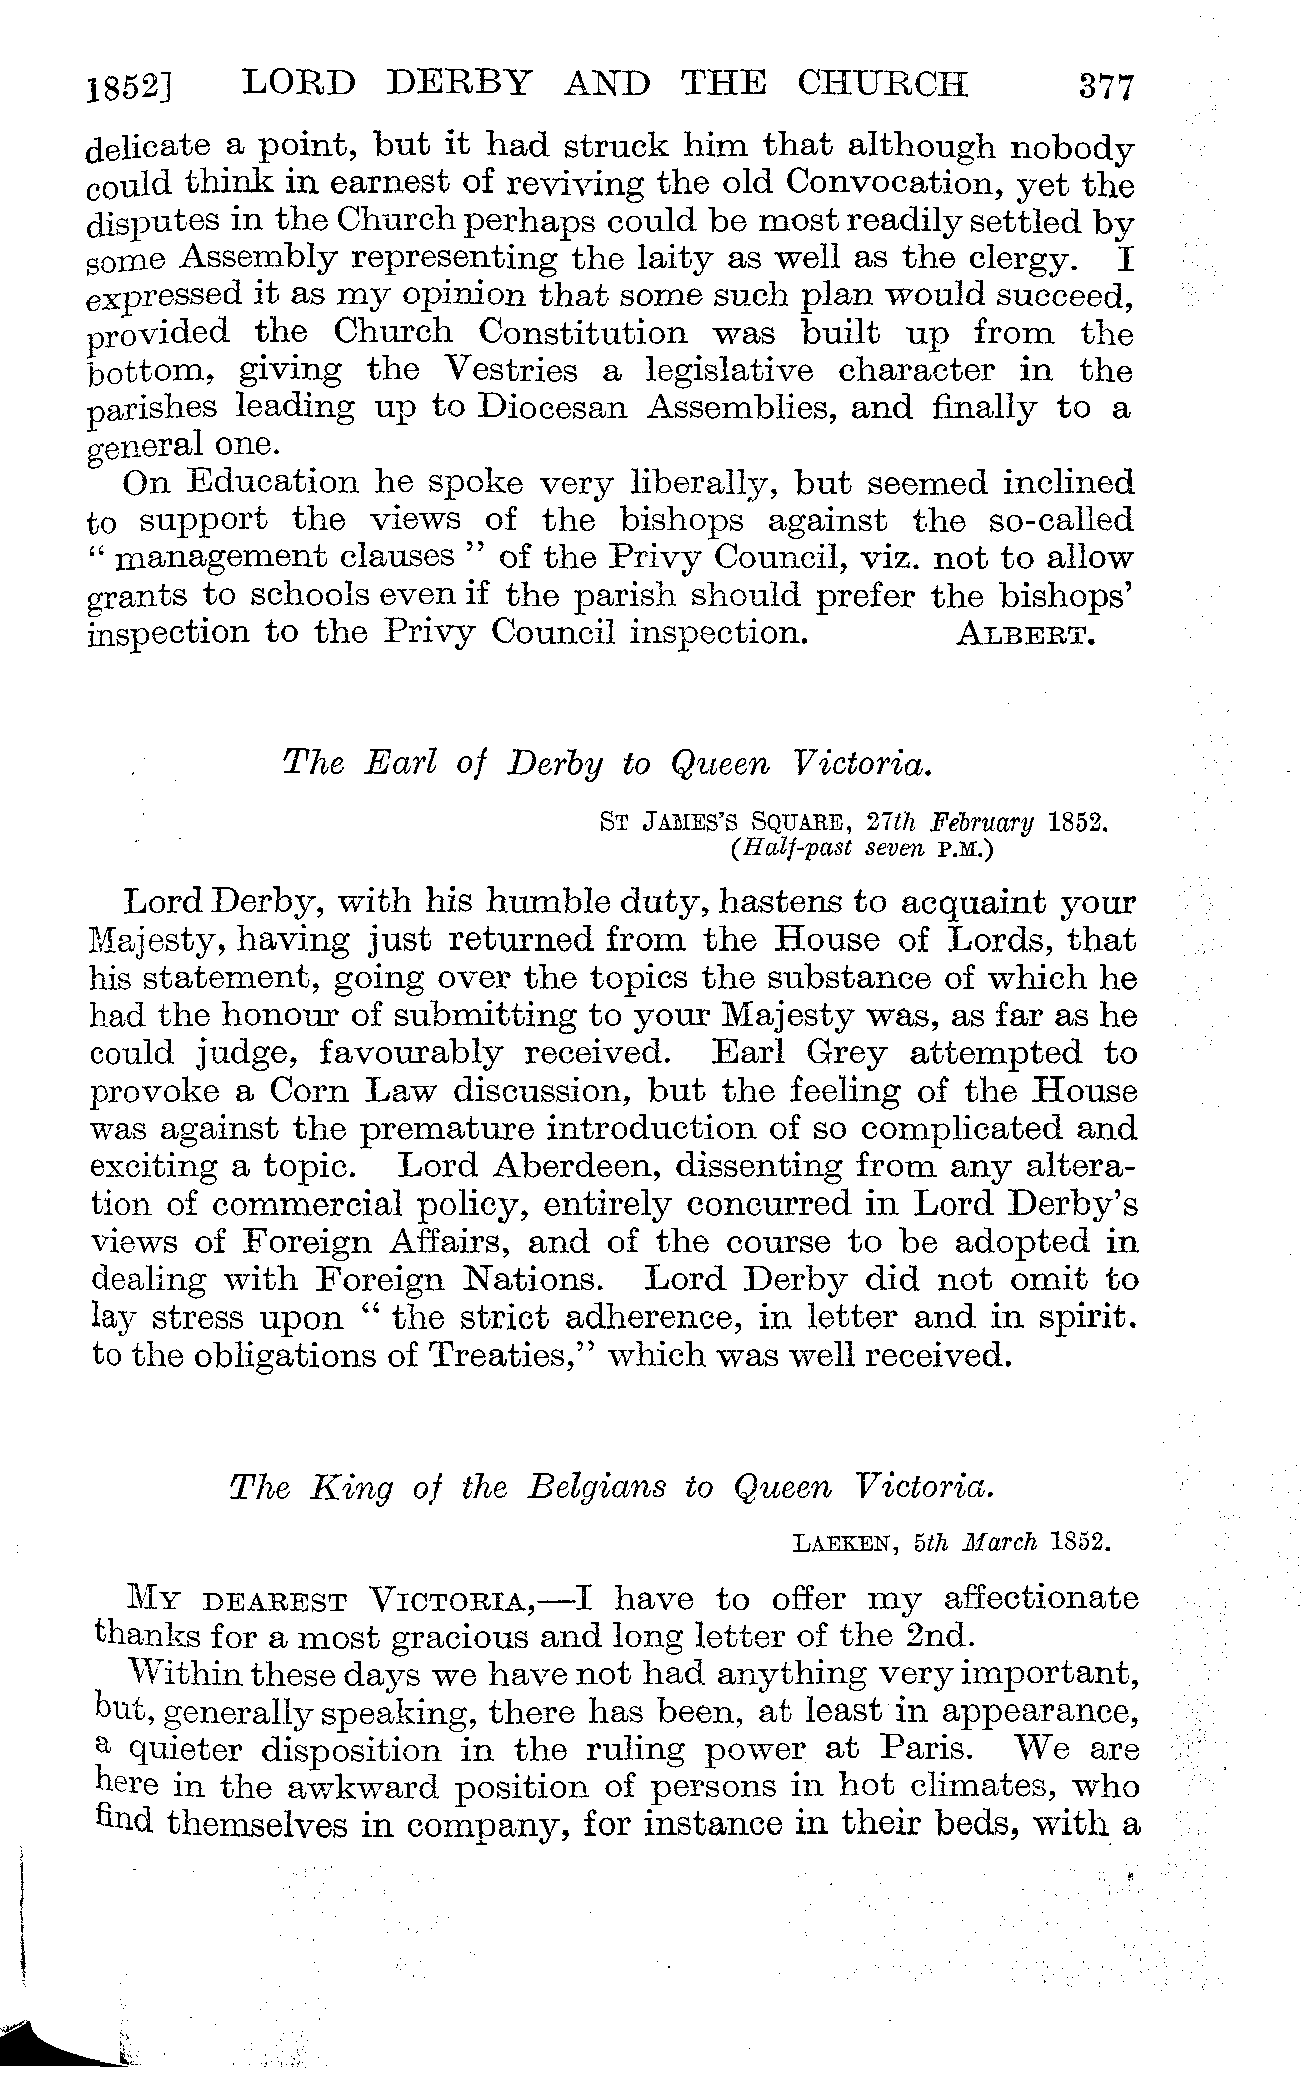 1852] LORD DERBY AND THE CHURCH 377
delicate a point, but it had struck him that although nobody
could think in earnest of reviving the old Convocation, yet the
disputes in the Church perhaps could be most readily settled by
some Assembly representing the laity as well as the clergy. I
expressed it as my opinion that some such plan would succeed,
provided the Church Constitution was built up from the
bottom, giving the Vestries a legislative character in the
parishes leading up to Diocesan Assemblies, and finally to a
general one.
On Education he spoke very liberally, but seemed inclined
to support the views of the bishops against the so-called
“ management clauses ” of the Privy Council, viz. not to allow
grants to schools even if the parish should prefer the bishops’
inspection to the Privy Council inspection. ALBERT.
The Earl of Derby to Queen Victoria.
ST JAMES’S SQUARE, 27th February 1852.
(Half-past seven P.M.)
Lord Derby, with his humble duty, hastens to acquaint your
Majesty, having just returned from the House of Lords, that
his statement, going over the topics the substance of which he
had the honour of submitting to your Majesty was, as far as he
could judge, favourably received. Earl Grey attempted to
provoke a Corn Law discussion, but the feeling of the House
was against the premature introduction of so complicated and
exciting a topic. Lord Aberdeen, dissenting from any altera-
tion of commercial policy, entirely concurred in Lord Derby’s
views of Foreign Affairs, and of the course to be adopted in
dealing with Foreign Nations. Lord Derby did not omit to
lay stress upon “ the strict adherence, in letter and in spirit.
to the obligations of Treaties,” which was well received.
The King of the Belgians to Queen Victoria.
LAEKEN, 5th March 1852.
MY DEAREST VICTORIA,—I have to offer my affectionate
thanks for a most gracious and long letter of the 2nd.
Within these days we have not had anything very important,
but, generally speaking, there has been, at least in appearance,
a quieter disposition in the ruling power at Paris. We are
here in the awkward position of persons in hot climates, who
find themselves in company, for instance in their beds, with a